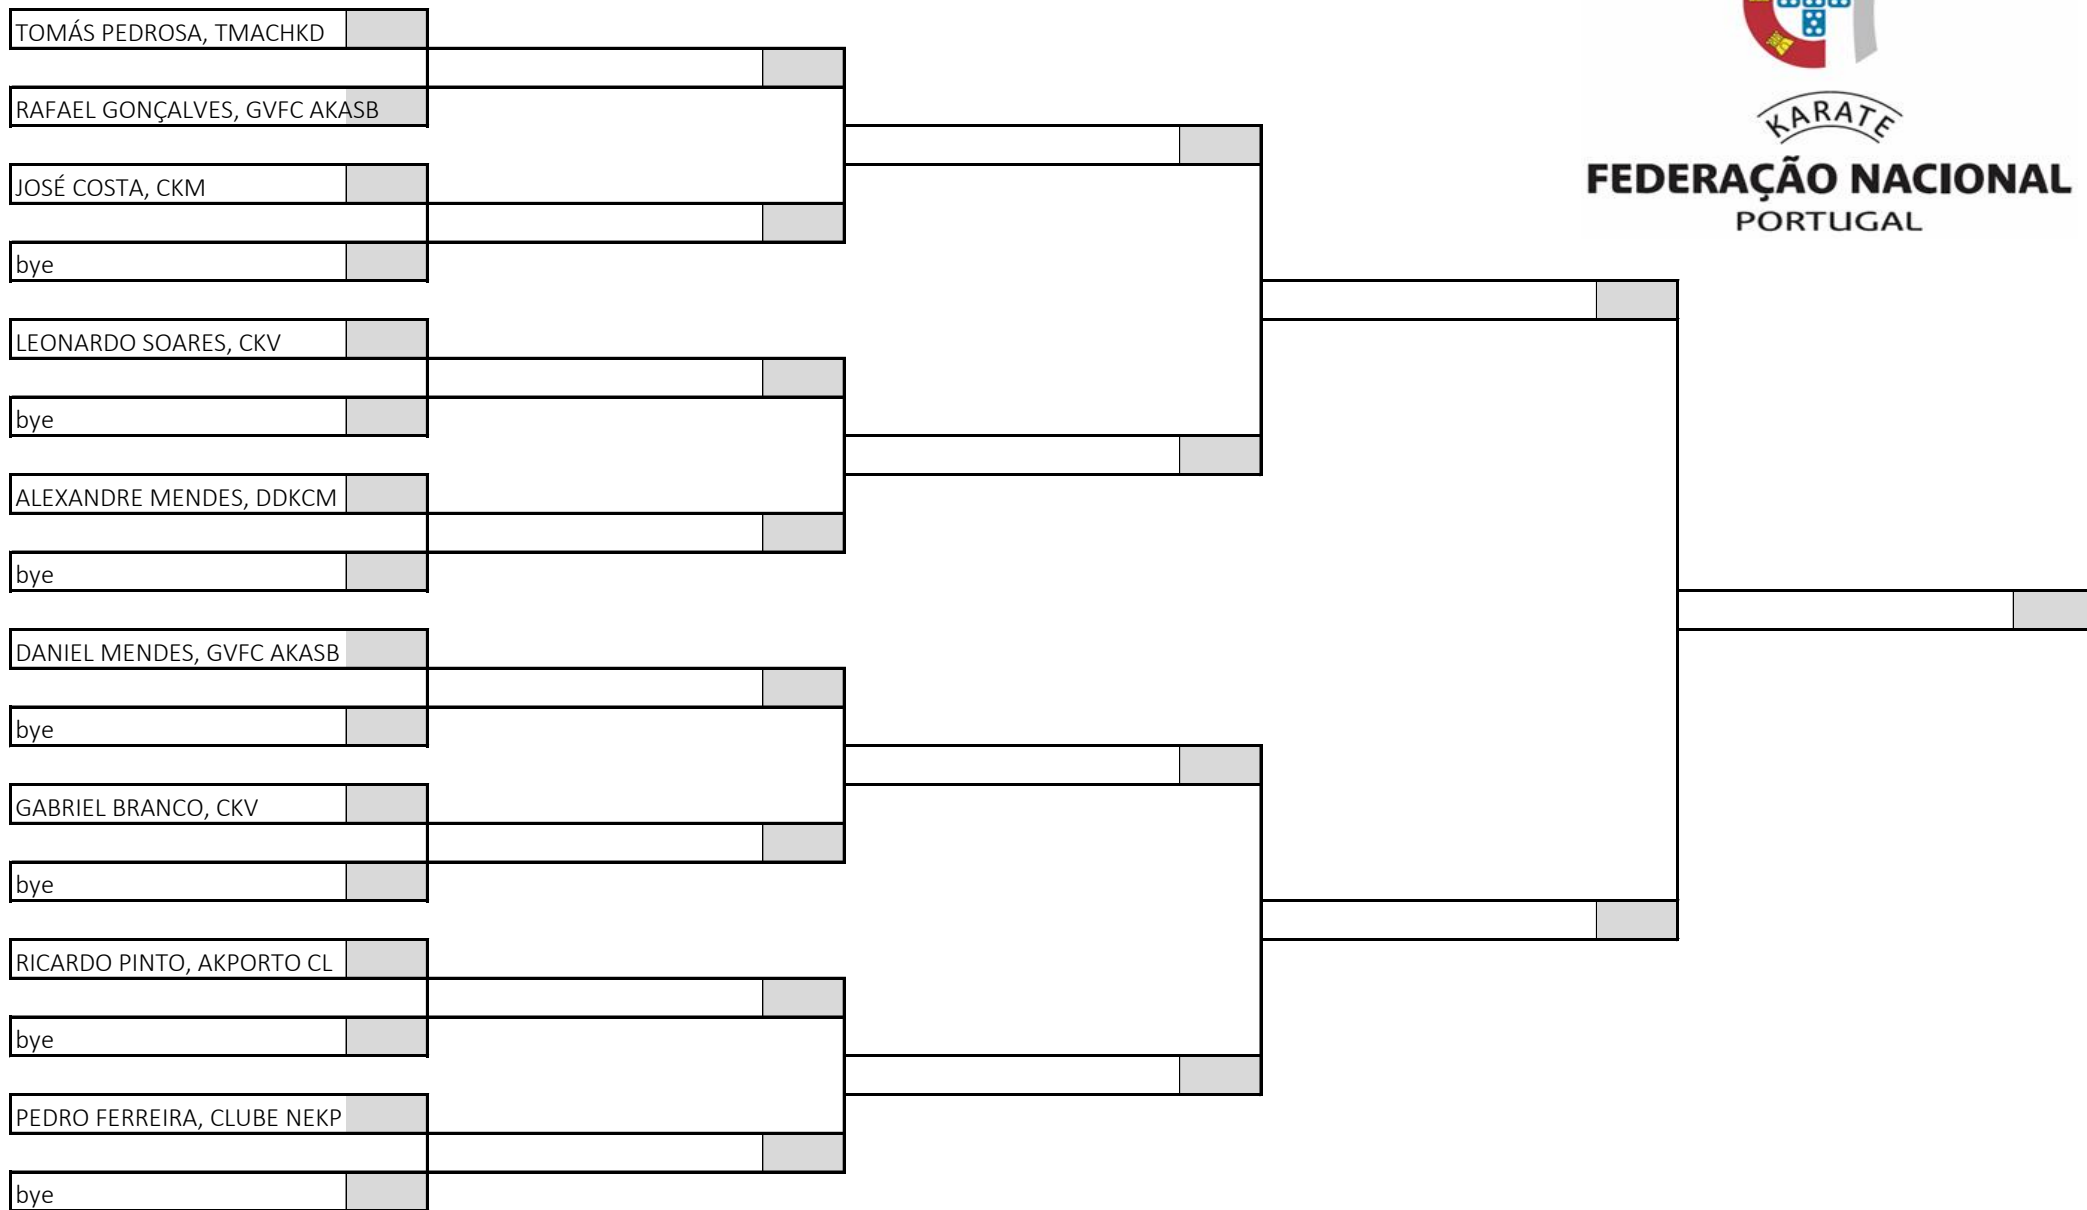 TOMÁS PEDROSA, TMACHKD
RAFAEL GONÇALVES, GVFC AKASB
JOSÉ COSTA, CKM
bye
LEONARDO SOARES, CKV
bye
ALEXANDRE MENDES, DDKCM
bye
DANIEL MENDES, GVFC AKASB
bye
GABRIEL BRANCO, CKV
bye
RICARDO PINTO, AKPORTO CL
bye
PEDRO FERREIRA, CLUBE NEKP
bye
KARATE
FEDERAÇÃO NACIONAL
PORTUGAL